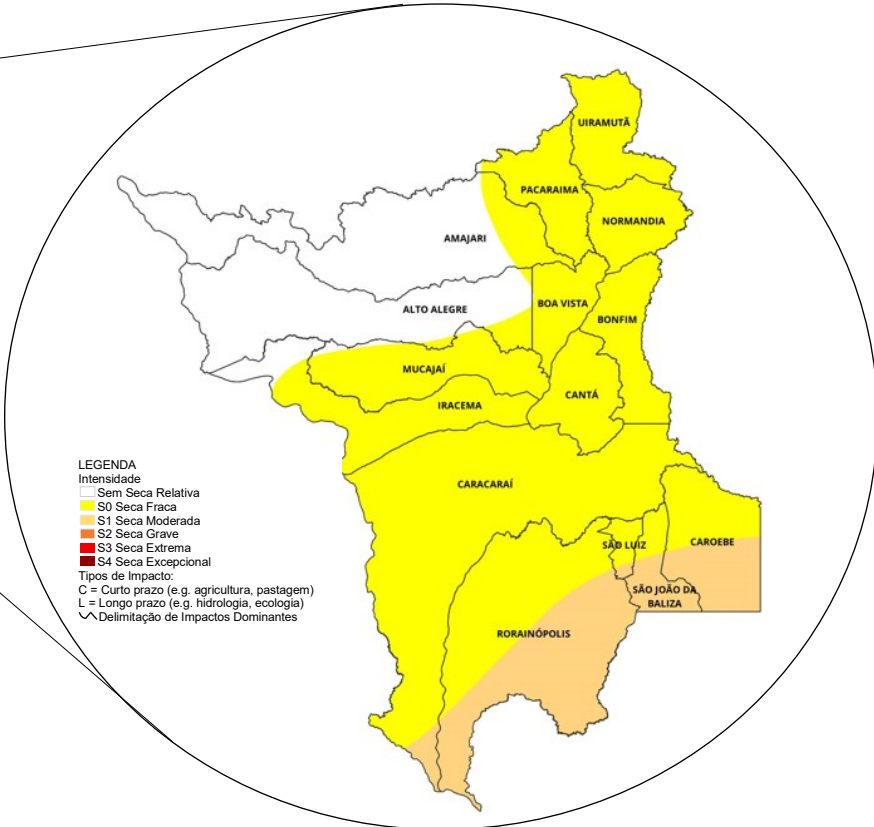 UIRAMUTÃ
PACARAIMA
NORMANDIA
AMAJARI
ALTO ALEGRE
BOA VISTA
BONFIM
MUCAJAÍ
CANTÁ
IRACEMA
CARACARAÍ
SÃO LUIZ
CAROEBE
SÃO JOÃO DA
BALIZA
RORAINÓPOLIS
LEGENDA
Intensidade
Sem Seca Relativa
S0 Seca Fraca
S1 Seca Moderada
S2 Seca Grave
S3 Seca Extrema
S4 Seca Excepcional
Tipos de Impacto:
C = Curto prazo (e.g. agricultura, pastagem)
L = Longo prazo (e.g. hidrologia, ecologia)
Delimitação de Impactos Dominantes